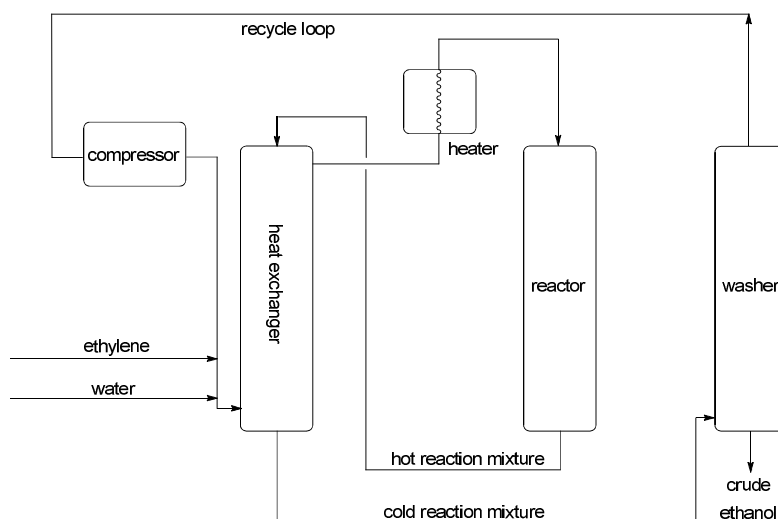 recycle loop
compressor
heater
heat exchanger
reactor
washer
ethylene
water
hot reaction mixture
cold reaction mixture
crude
ethanol